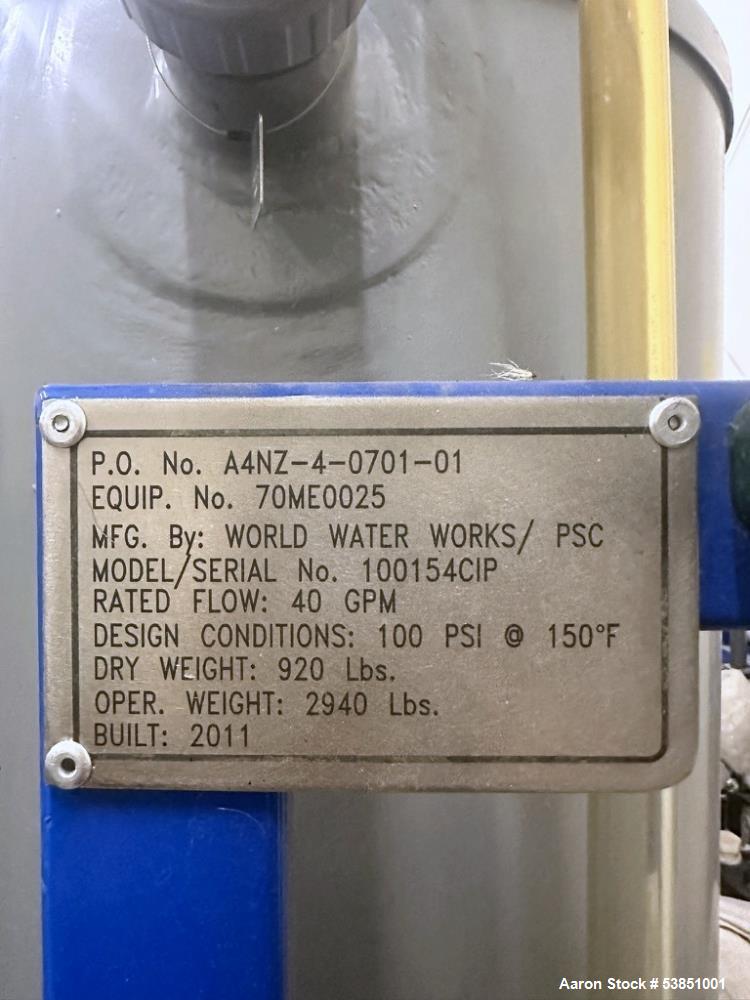 P.O. No. A4NZ-4-0701-01
EQUIP. No. 70ME0025
MFG. By: WORLD WATER WORKS/ PSC
MODEL/SERIAL No. 100154CIP
RATED FLOW: 40 GPM
DESIGN CONDITIONS: 100 PSI @ 150°F
DRY WEIGHT: 920 Lbs.
OPER. WEIGHT: 2940 Lbs.
BUILT: 2011
Aaron Stock # 53851001